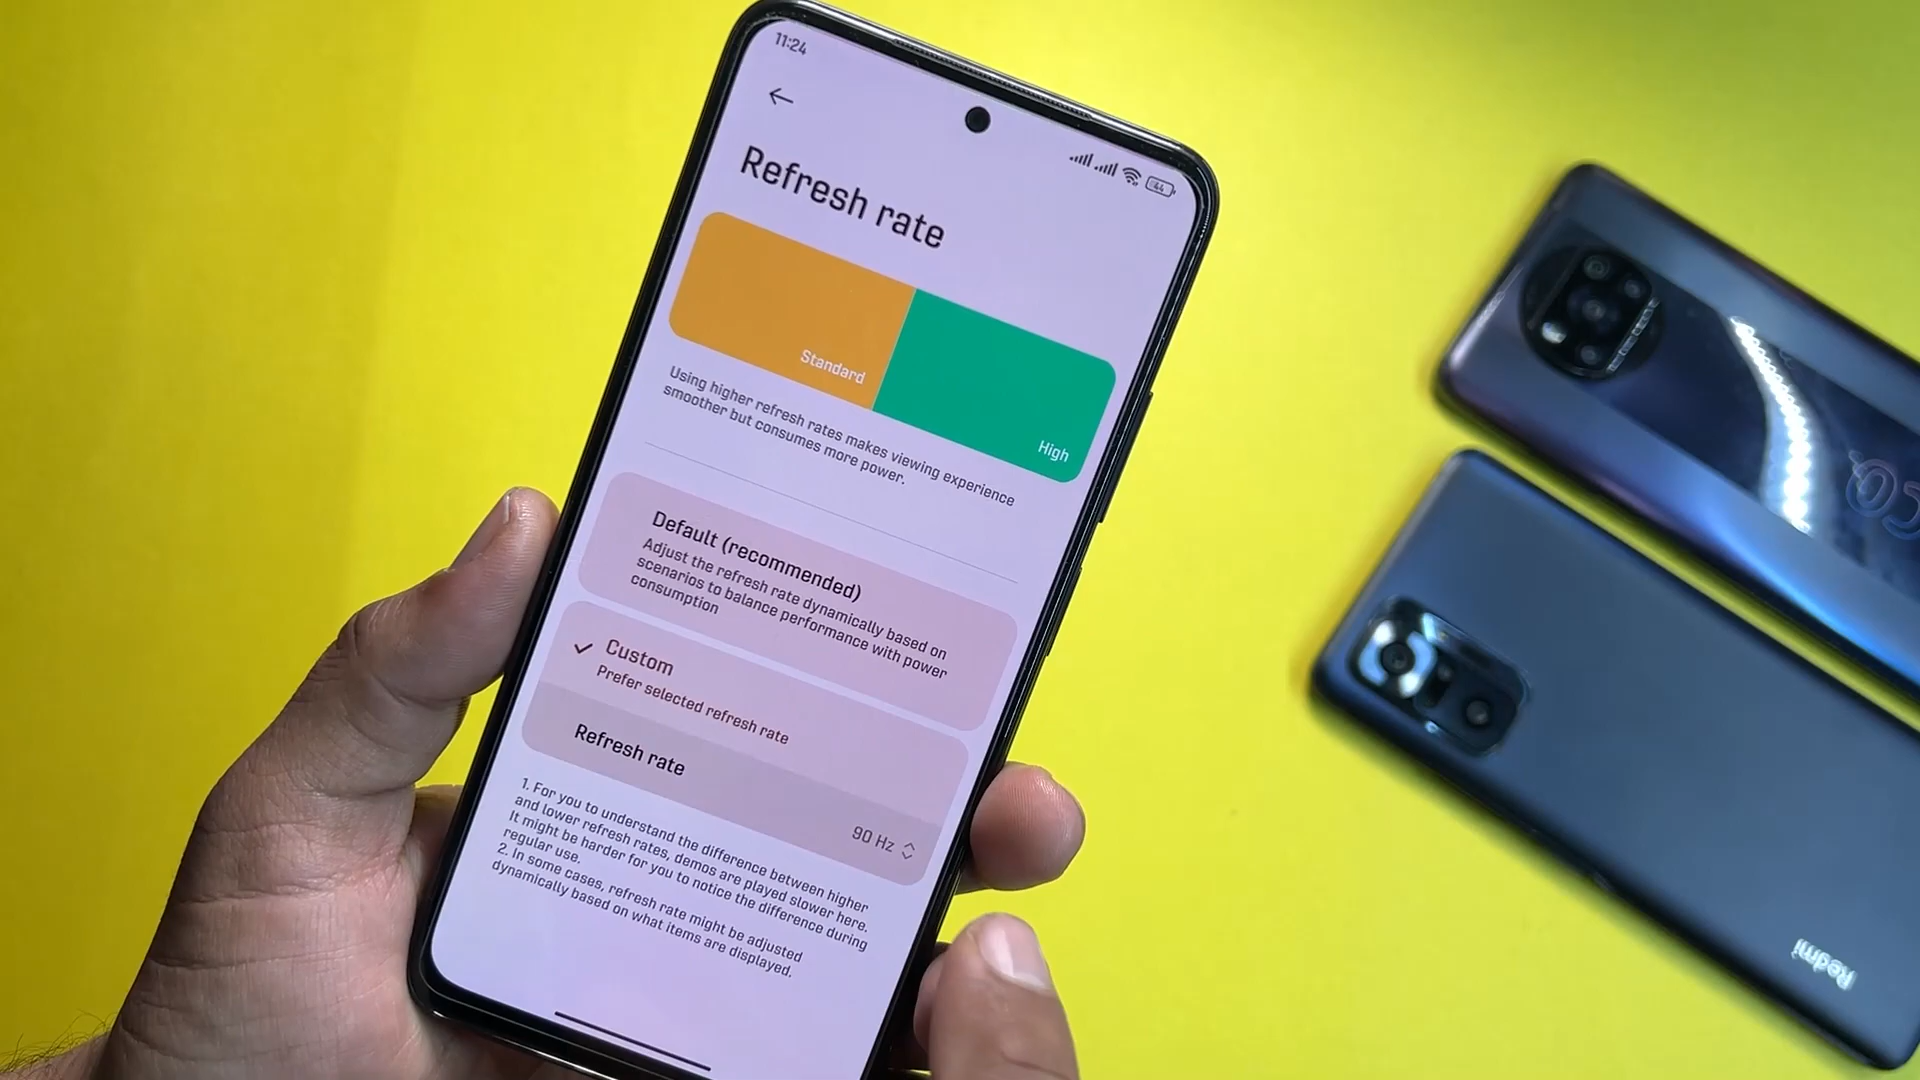 11:24
44
Refresh rate
Standard
High
Using higher refresh rates makes viewing experience
smoother but consumes more power.
Default (recommended)
Adjust the refresh rate dynamically based on
scenarios to balance performance with power
consumption
Custom
Prefer selected refresh rate
Refresh rate
90 Hz
1. For you to understand the difference between higher
and lower refresh rates, demos are played slower here.
It might be harder for you to notice the difference during
regular use.
2. In some cases, refresh rate might be adjusted
dynamically based on what items are displayed.
Redmi